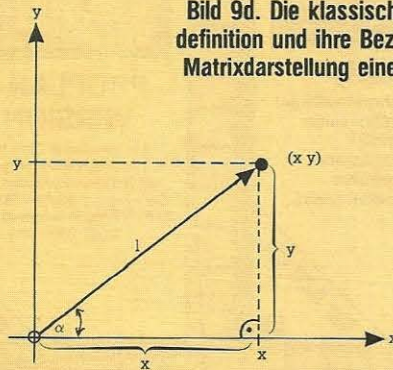 Bild 9d. Die klassisch
definition und ihre Bez
Matrixdarstellung eine
y
y
(x y)
l
y
α
x
x
x